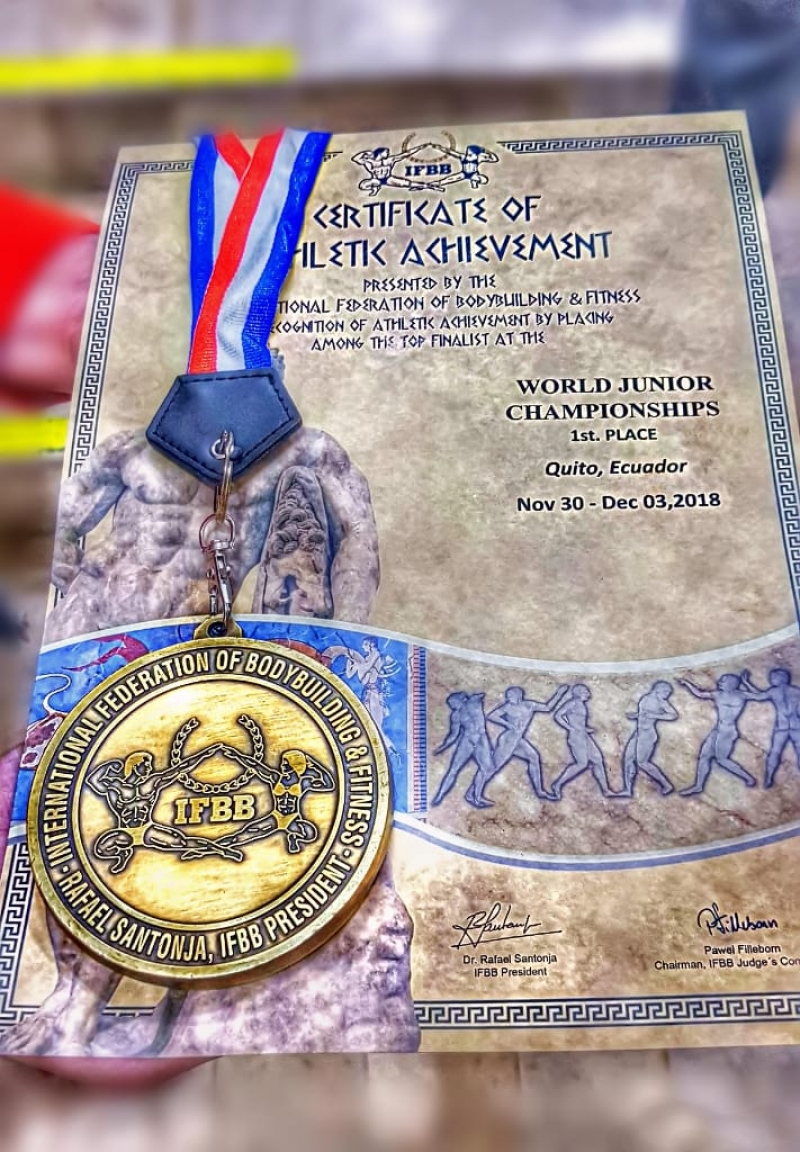 IFBB
CERTIFICATE OF
HLETIC ACHIEVEMENT
PRESENTED BY THE
TIONAL FEDERATION OF BODYBUILDING & FITNESS
COGNITION OF ATHLETIC ACHIEVEMENT BY PLACING
AMONG THE TOP FINALIST AT THE
WORLD JUNIOR
CHAMPIONSHIPS
1st. PLACE
Quito, Ecuador
Nov 30 - Dec 03,2018
INTERNATIONAL FEDERATION OF BODYBUILDING & FITNESS
IFBB
RAFAEL SANTONJA, IFBB PRESIDENT
Dr. Rafael Santonja
IFBB President
Pawel Filleborn
Chairman, IFBB Judge´s Com